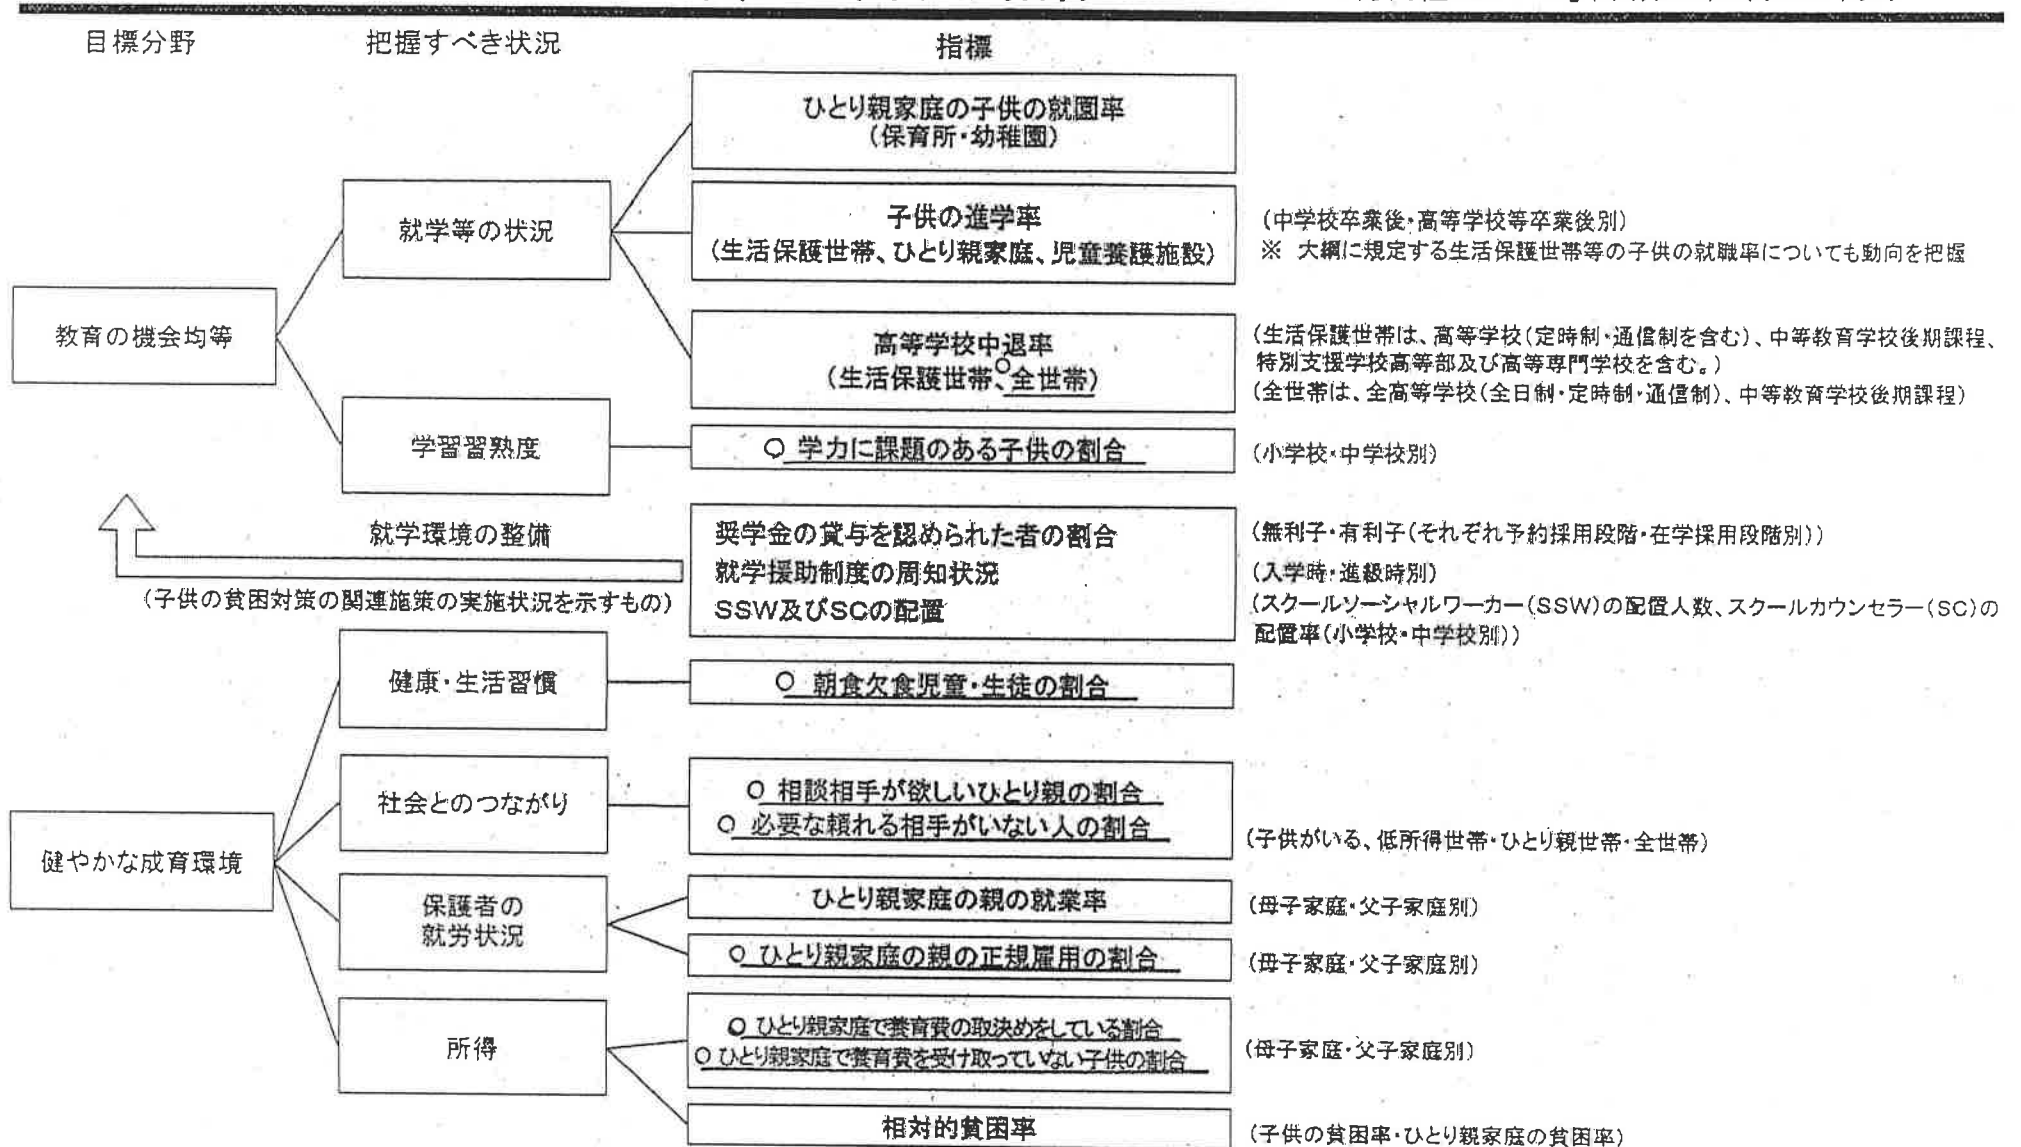 目標分野
把握すべき状況
指標
ひとり親家庭の子供の就園率
(保育所・幼稚園)
就学等の状況
子供の進学率
(生活保護世帯、ひとり親家庭、児童養護施設)
(中学校卒業後・高等学校等卒業後別)
※ 大綱に規定する生活保護世帯等の子供の就職率についても動向を把握
教育の機会均等
高等学校中退率
(生活保護世帯、○全世帯)
(生活保護世帯は、高等学校(定時制・通信制を含む)、中等教育学校後期課程、
特別支援学校高等部及び高等専門学校を含む。)
(全世帯は、全高等学校(全日制・定時制・通信制)、中等教育学校後期課程)
学習習熟度
○ 学力に課題のある子供の割合
(小学校・中学校別)
就学環境の整備
(子供の貧困対策の関連施策の実施状況を示すもの)
奨学金の貸与を認められた者の割合
(無利子・有利子(それぞれ予約採用段階・在学採用段階別))
就学援助制度の周知状況
(入学時・進級時別)
SSW及びSCの配置
(スクールソーシャルワーカー(SSW)の配置人数、スクールカウンセラー(SC)の
配置率(小学校・中学校別))
健康・生活習慣
○ 朝食欠食児童・生徒の割合
社会とのつながり
○ 相談相手が欲しいひとり親の割合
○ 必要な頼れる相手がいない人の割合
(子供がいる、低所得世帯・ひとり親世帯・全世帯)
健やかな成育環境
保護者の
就労状況
ひとり親家庭の親の就業率
(母子家庭・父子家庭別)
○ ひとり親家庭の親の正規雇用の割合
(母子家庭・父子家庭別)
所得
○ ひとり親家庭で養育費の取決めをしている割合
○ ひとり親家庭で養育費を受け取っていない子供の割合
(母子家庭・父子家庭別)
相対的貧困率
(子供の貧困率・ひとり親家庭の貧困率)